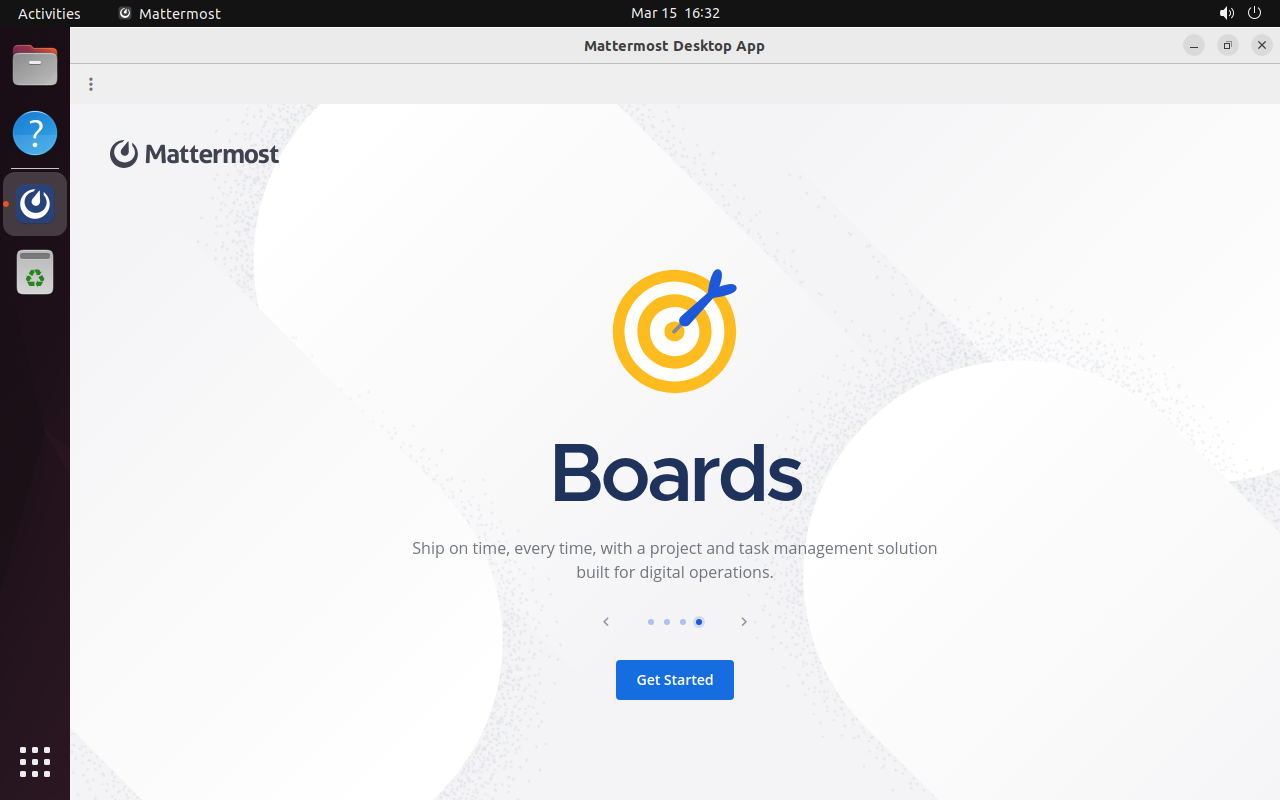 Activities
Mattermost
Mar 15 16:32
Mattermost Desktop App
Mattermost
Boards
Ship on time, every time, with a project and task management solution
built for digital operations.
Get Started